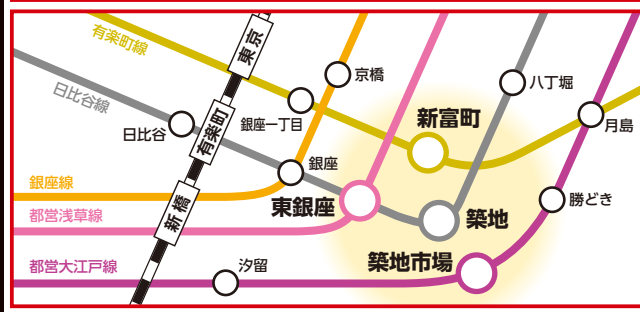 有楽町線
東京
京橋
八丁堀
日比谷線
銀座一丁目
新富町
月島
日比谷
有楽町
銀座
銀座線
東銀座
築地
勝どき
新橋
都営浅草線
築地市場
都営大江戸線
汐留